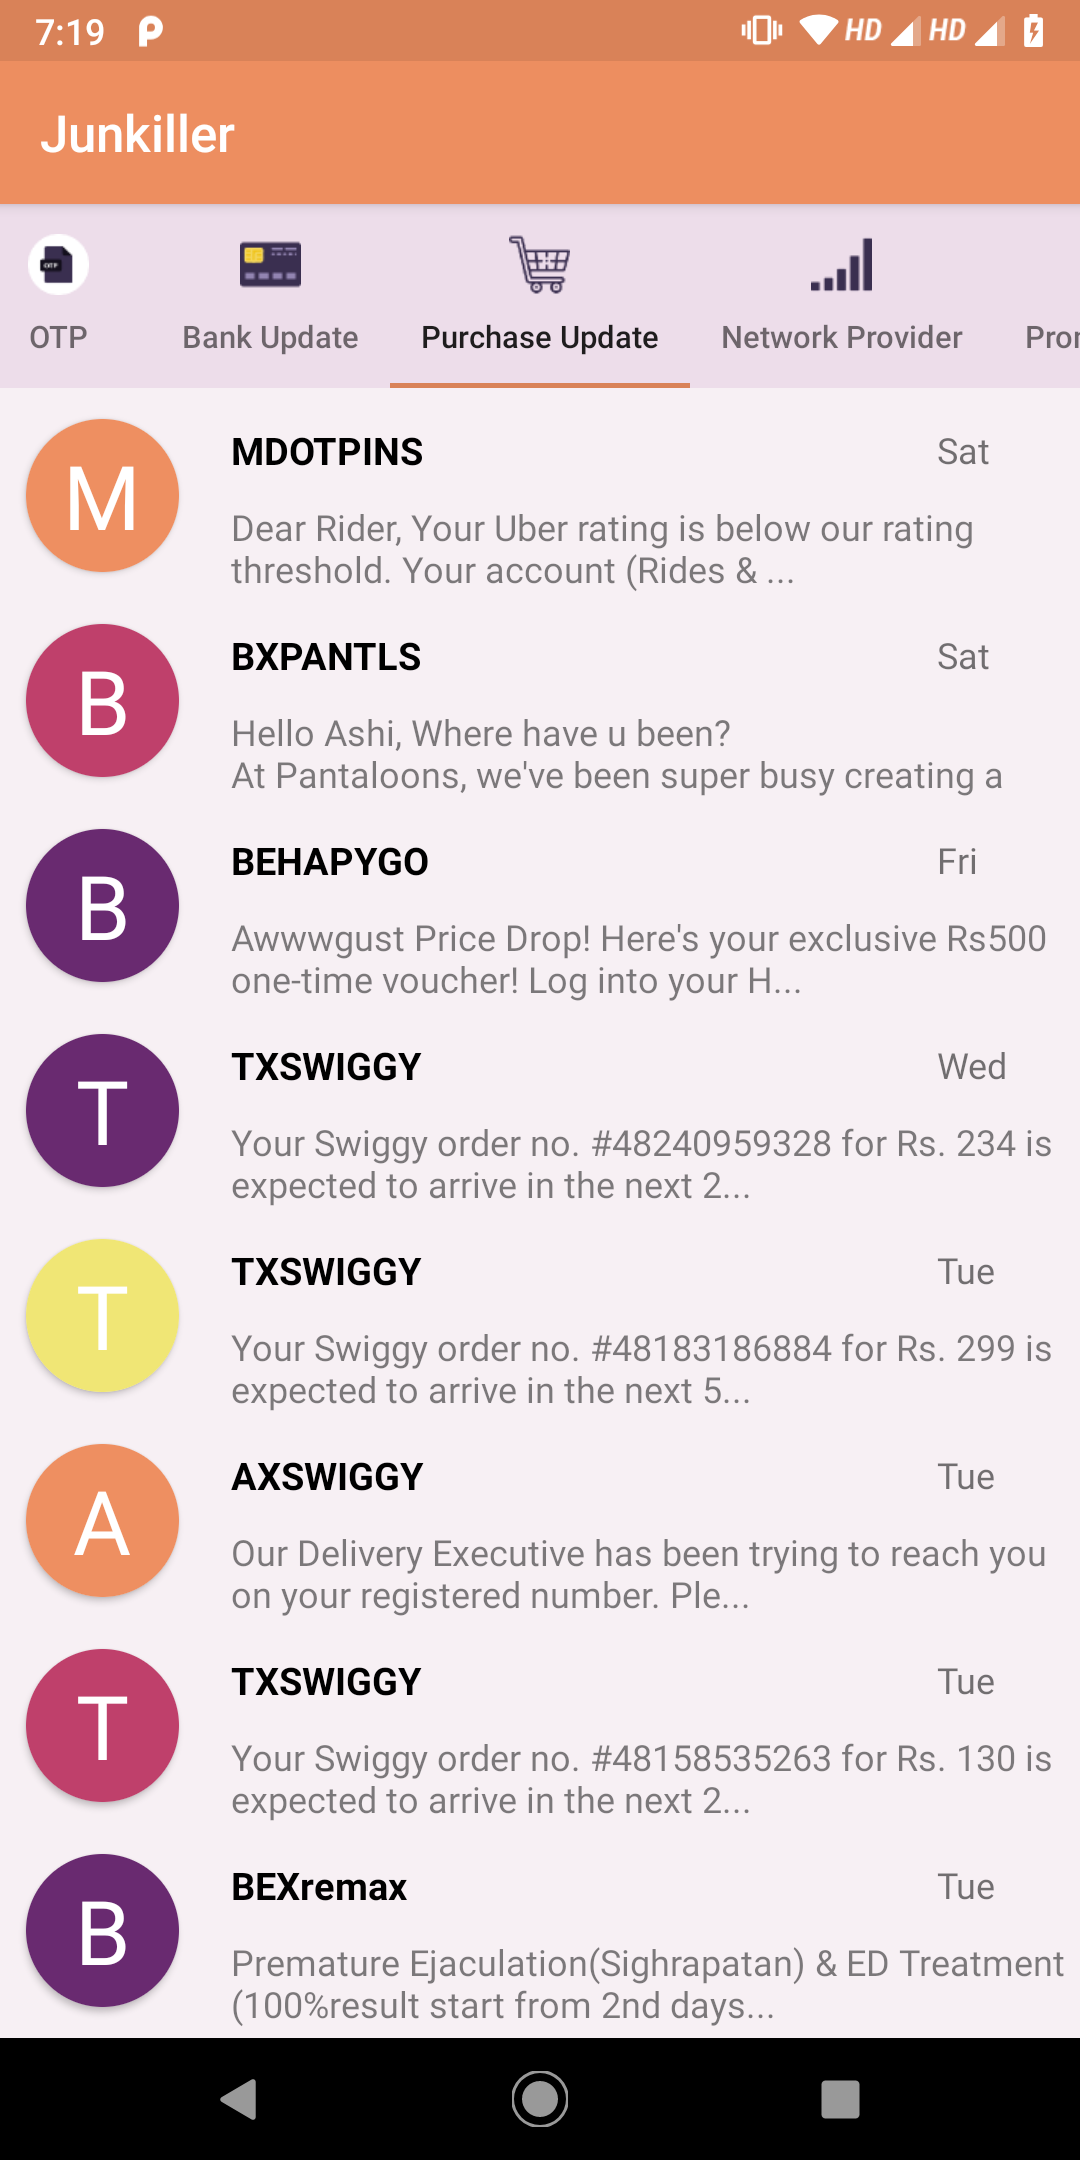 7:19
HD HD
Junkiller
OTP
OTP Bank Update Purchase Update Network Provider Pror
M
MDOTPINS Sat
Dear Rider, Your Uber rating is below our rating
threshold. Your account (Rides & ...
B
BXPANTLS Sat
Hello Ashi, Where have u been?
At Pantaloons, we've been super busy creating a
B
BEHAPYGO Fri
Awwwgust Price Drop! Here's your exclusive Rs500
one-time voucher! Log into your H...
T
TXSWIGGY Wed
Your Swiggy order no. #48240959328 for Rs. 234 is
expected to arrive in the next 2...
T
TXSWIGGY Tue
Your Swiggy order no. #48183186884 for Rs. 299 is
expected to arrive in the next 5...
A
AXSWIGGY Tue
Our Delivery Executive has been trying to reach you
on your registered number. Ple...
T
TXSWIGGY Tue
Your Swiggy order no. #48158535263 for Rs. 130 is
expected to arrive in the next 2...
B
BEXremax Tue
Premature Ejaculation(Sighrapatan) & ED Treatment
(100%result start from 2nd days...